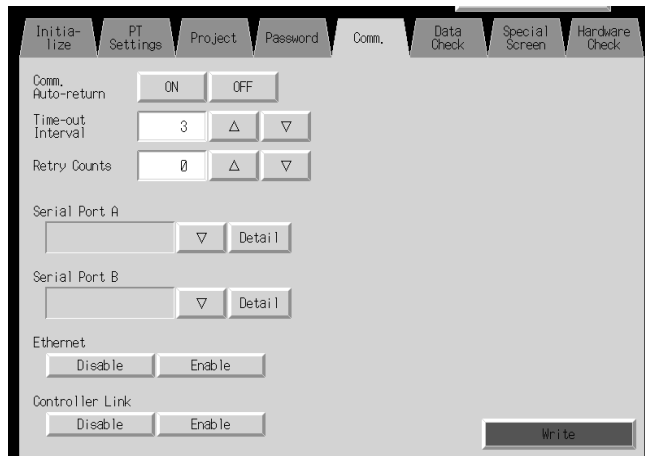 Initia-
lize
PT
Settings
Project
Password
Comm.
Data
Check
Special
Screen
Hardware
Check
Comm.
Auto-return
ON
OFF
Time-out
Interval
3
△
▽
Retry Counts
0
△
▽
Serial Port A
▽
Detail
Serial Port B
▽
Detail
Ethernet
Disable
Enable
Controller Link
Disable
Enable
Write